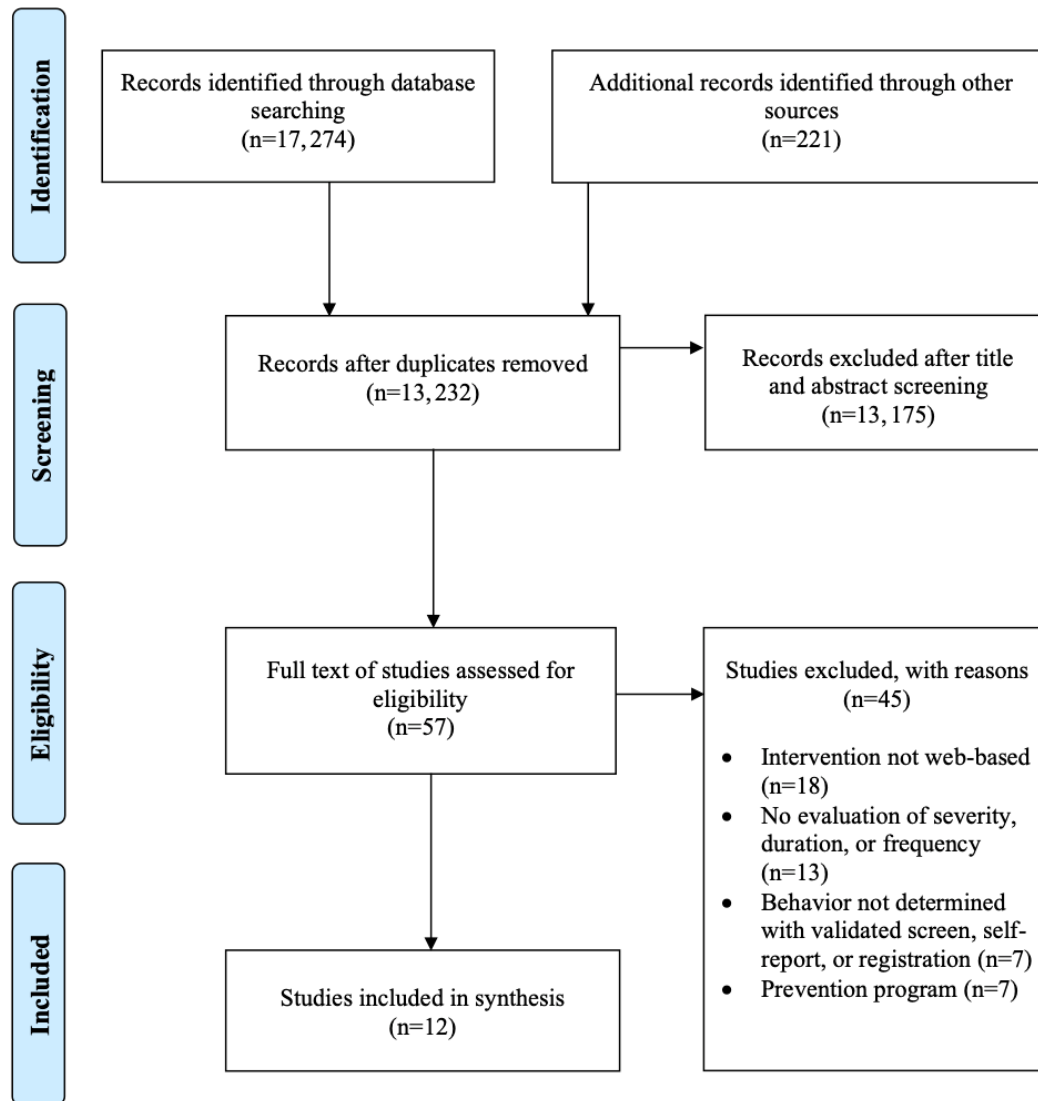 Identification
Records identified through database
searching
(n=17,274)
Additional records identified through other
sources
(n=221)
Screening
Records after duplicates removed
(n=13,232)
Records excluded after title
and abstract screening
(n=13,175)
Eligibility
Full text of studies assessed for
eligibility
(n=57)
Studies excluded, with reasons
(n=45)
• Intervention not web-based
(n=18)
• No evaluation of severity,
duration, or frequency
(n=13)
• Behavior not determined
with validated screen, self-
report, or registration (n=7)
• Prevention program (n=7)
Included
Studies included in synthesis
(n=12)